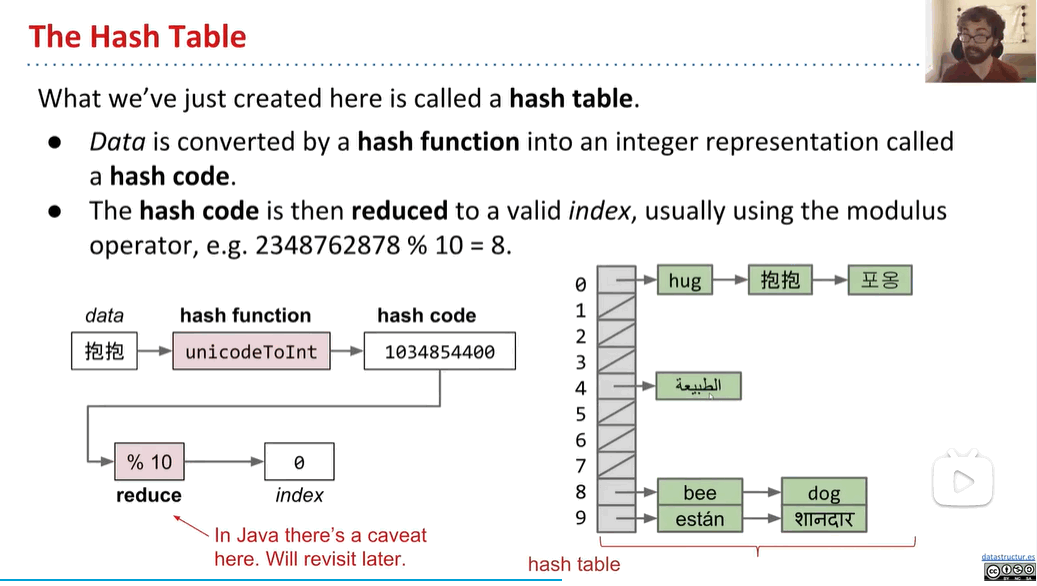 The Hash Table
What we’ve just created here is called a hash table.
● Data is converted by a hash function into an integer representation called
a hash code.
● The hash code is then reduced to a valid index, usually using the modulus
operator, e.g. 2348762878 % 10 = 8.
data
hash function
hash code
抱抱
unicodeToInt
1034854400
% 10
0
reduce
index
In Java there’s a caveat
here. Will revisit later.
0
hug
抱抱
포옹
1
2
3
4
الطبيعة
5
6
7
8
bee
dog
9
están
शानदार
hash table
datastructur.es
CC
BY NC SA